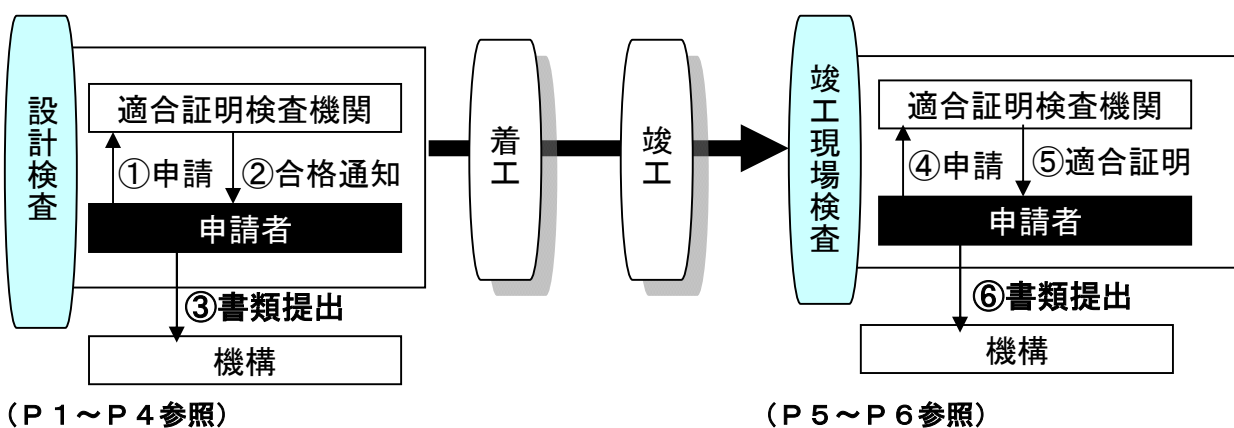 設計検査
適合証明検査機関
①申請
②合格通知
申請者
③書類提出
機構
(P1~P4参照)
着工
竣工
竣工現場検査
適合証明検査機関
④申請
⑤適合証明
申請者
⑥書類提出
機構
(P5~P6参照)